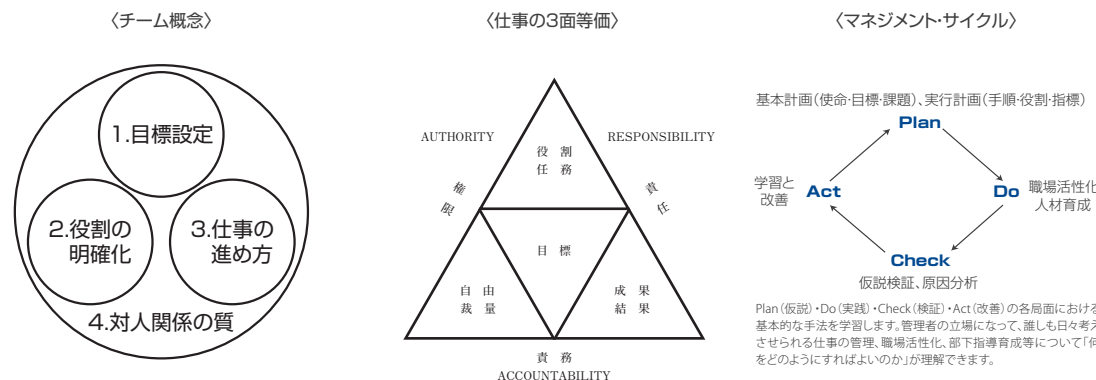 〈チーム概念〉
1.目標設定
2.役割の
明確化
3.仕事の
進め方
4.対人関係の質
〈仕事の3面等価〉
AUTHORITY
RESPONSIBILITY
役 割
任 務
権
限
責
任
目 標
自 由
裁 量
成 果
結 果
責 務
ACCOUNTABILITY
〈マネジメント・サイクル〉
基本計画(使命・目標・課題)、実行計画(手順・役割・指標)
Plan
学習と
改善
Act
Do
職場活性化
人材育成
Check
仮説検証、原因分析
Plan(仮説)・Do(実践)・Check(検証)・Act(改善)の各局面における
基本的な手法を学習します。管理者の立場になって、誰しも日々考え
させられる仕事の管理、職場活性化、部下指導育成等について「何
をどのようにすればよいのか」が理解できます。